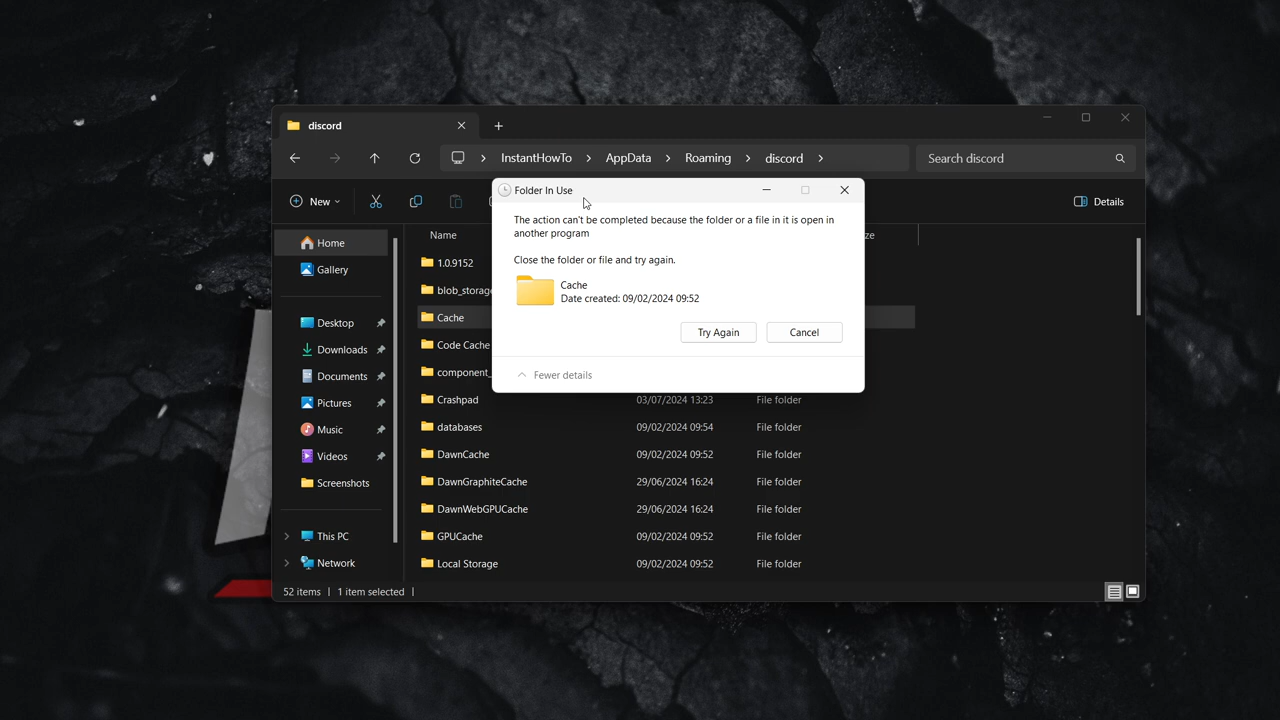 discord
InstantHowTo
AppData
Roaming
discord
Search discord
New
Details
Folder In Use
The action can't be completed because the folder or a file in it is open in
another program
Close the folder or file and try again.
Cache
Date created: 09/02/2024 09:52
Try Again
Cancel
Fewer details
Home
Gallery
Desktop
Downloads
Documents
Pictures
Music
Videos
Screenshots
This PC
Network
Name
ze
1.0.9152
blob_storage
Cache
Code Cache
component_
Crashpad 03/07/2024 13:23 File folder
databases 09/02/2024 09:54 File folder
DawnCache 09/02/2024 09:52 File folder
DawnGraphiteCache 29/06/2024 16:24 File folder
DawnWebGPUCache 29/06/2024 16:24 File folder
GPUCache 09/02/2024 09:52 File folder
Local Storage 09/02/2024 09:52 File folder
52 items
1 item selected